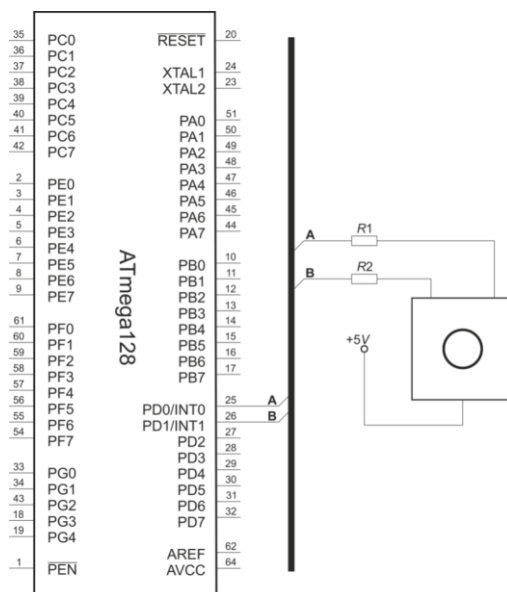 35 PC0 RESET 20
36 PC1
37 PC2 XTAL1 24
38 PC3 XTAL2 23
39 PC4
40 PC5 PA0 51
41 PC6 PA1 50
42 PC7 PA2 49
PA3 48
2 PE0 PA4 47
3 PE1 PA5 46
4 PE2 PA6 45
5 PE3 PA7 44
6 PE4
7 PE5 PB0 10
8 PE6 PB1 11
9 PE7 PB2 12
PB3 13
61 PF0 PB4 14
60 PF1 PB5 15
59 PF2 PB6 16
58 PF3 PB7 17
57 PF4
56 PF5 PD0/INT0 25 A
55 PF6 PD1/INT1 26 B
54 PF7 PD2 27
PD3 28
33 PG0 PD4 29
34 PG1 PD5 30
43 PG2 PD6 31
18 PG3 PD7 32
19 PG4
AREF 62
1 PEN AVCC 64
ATmega128
A R1
B R2
+5V